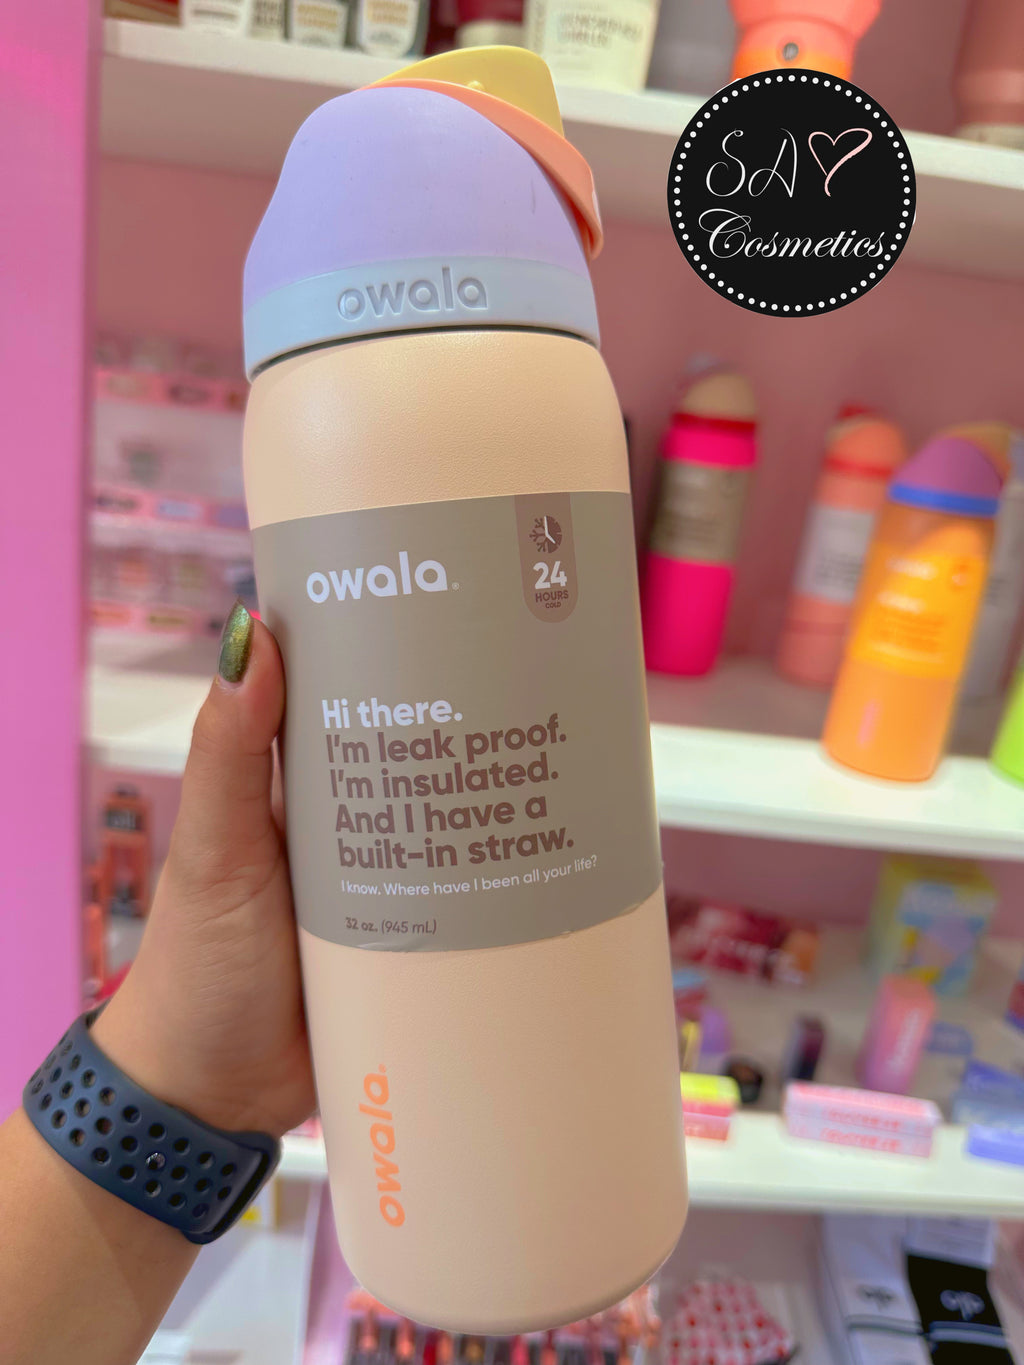 SA
Cosmetics
owala
owala®
24
HOURS
COLD
Hi there.
I'm leak proof.
I'm insulated.
And I have a
built-in straw.
I know. Where have I been all your life?
32 oz. (945 mL)
owala®